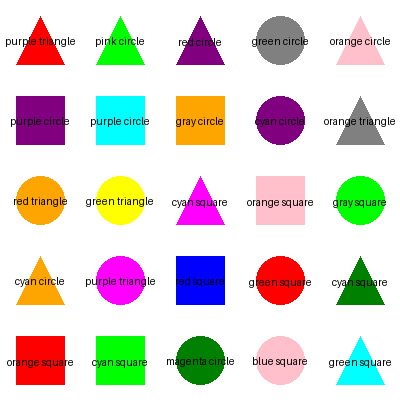 purple triangle
pink circle
red circle
green circle
orange circle
purple circle
purple circle
gray circle
cyan circle
orange triangle
red triangle
green triangle
cyan square
orange square
gray square
cyan circle
purple triangle
red square
green square
cyan square
orange square
cyan square
magenta circle
blue square
green square